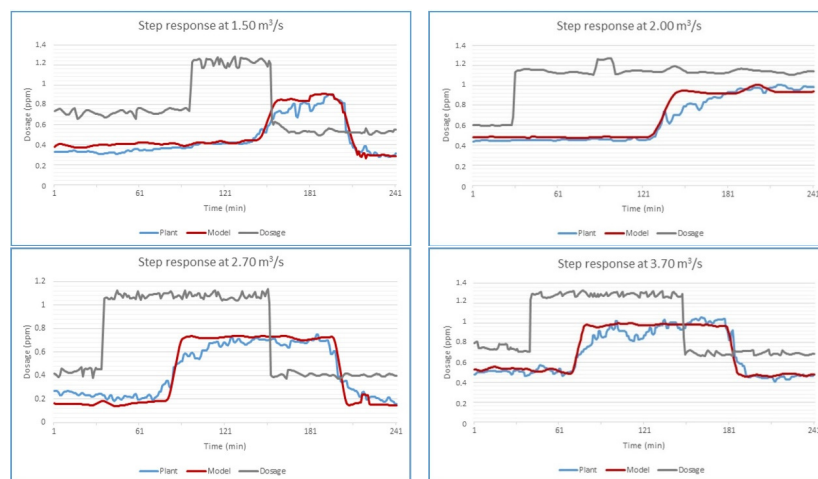 Step response at 1.50 m³/s
1.4
1.2
1
0.8
0.6
0.4
0.2
0
Dosage (ppm)
1 61 121 181 241
Time (min)
Plant Model Dosage
Step response at 2.00 m³/s
1.4
1.2
1
0.8
0.6
0.4
0.2
0
Dosage (ppm)
1 61 121 181 241
Time (min)
Plant Model Dosage
Step response at 2.70 m³/s
1.2
1
0.8
0.6
0.4
0.2
0
Dosage (ppm)
1 61 121 181 241
Time (min)
Plant Model Dosage
Step response at 3.70 m³/s
1.4
1.2
1
0.8
0.6
0.4
0.2
0
Dosage (ppm)
1 61 121 181 241
Time (min)
Plant Model Dosage